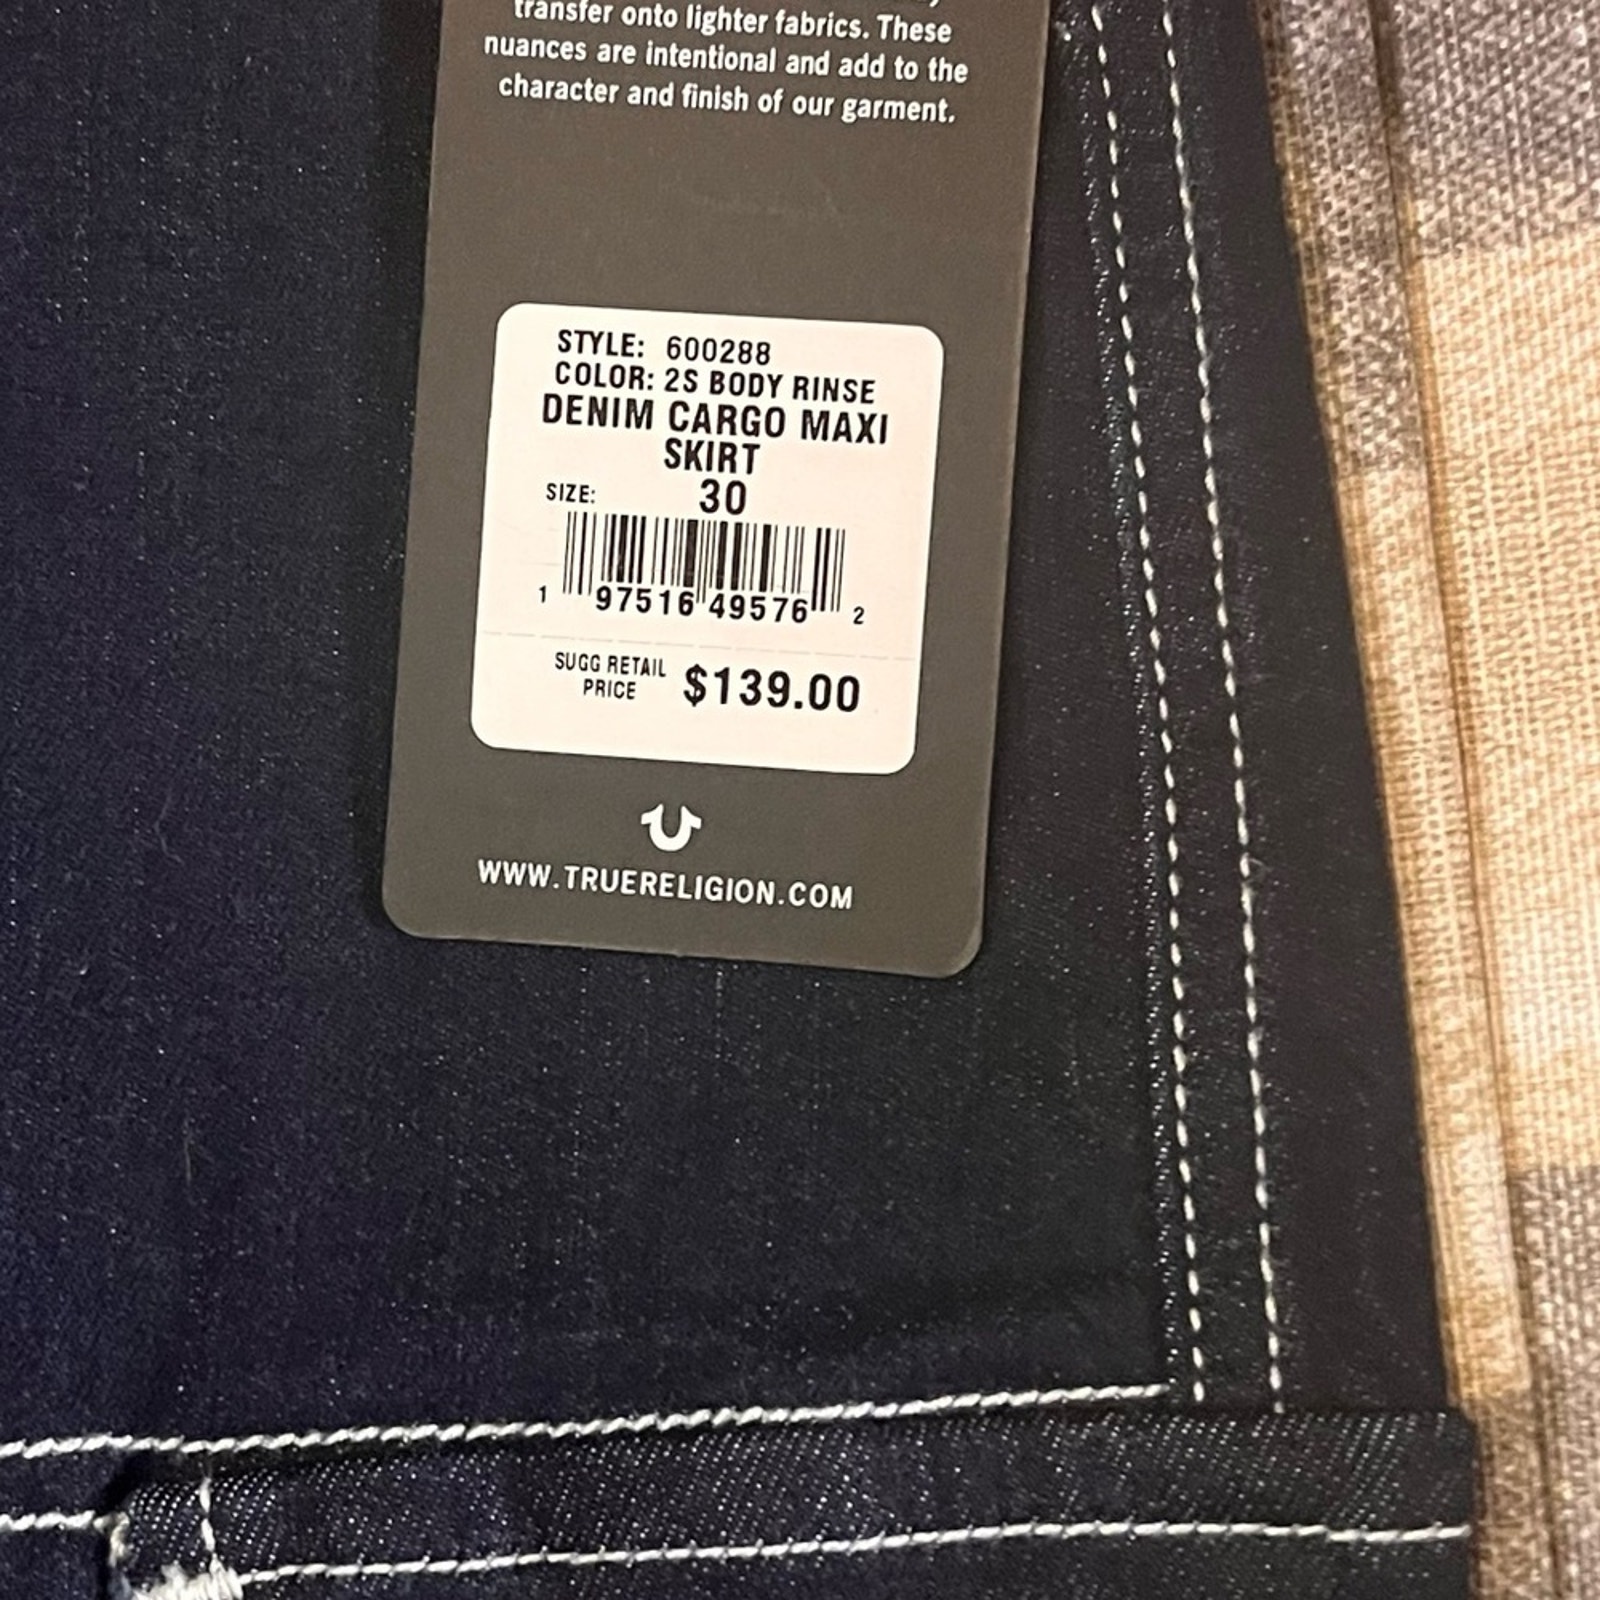 transfer onto lighter fabrics. These
nuances are intentional and add to the
character and finish of our garment.
STYLE: 600288
COLOR: 2S BODY RINSE
DENIM CARGO MAXI
SKIRT
SIZE: 30
1 97516 49576 2
SUGG RETAIL
PRICE $139.00
WWW.TRUERELIGION.COM